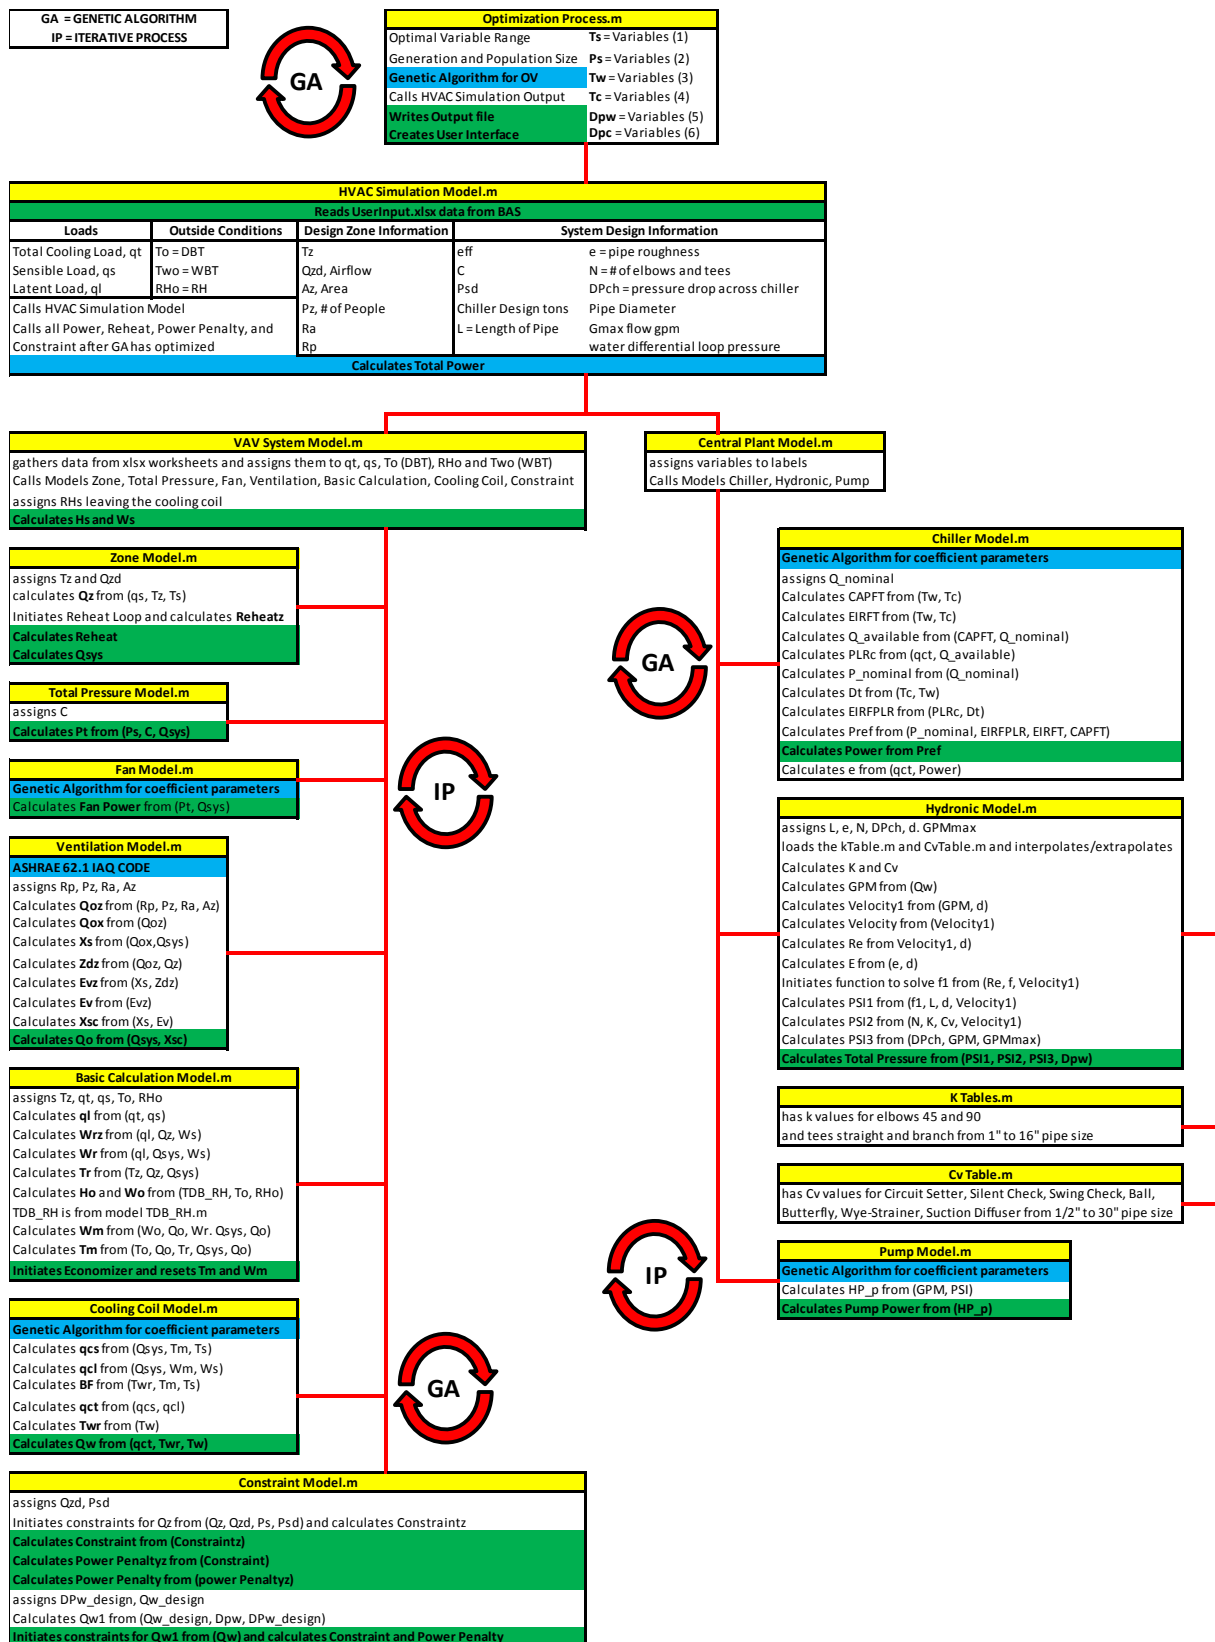 GA = GENETIC ALGORITHM
IP = ITERATIVE PROCESS
GA
Optimization Process.m
Optimal Variable Range Ts = Variables (1)
Generation and Population Size Ps = Variables (2)
Genetic Algorithm for OV Tw = Variables (3)
Calls HVAC Simulation Output Tc = Variables (4)
Writes Output file Dpw = Variables (5)
Creates User Interface Dpc = Variables (6)
HVAC Simulation Model.m
Reads UserInput.xlsx data from BAS
Loads Outside Conditions Design Zone Information System Design Information
Total Cooling Load, qt To = DBT Tz eff e = pipe roughness
Sensible Load, qs Two = WBT Qzd, Airflow C N = # of elbows and tees
Latent Load, ql RHo = RH Az, Area Psd DPch = pressure drop across chiller
Calls HVAC Simulation Model Pz, # of People Chiller Design tons Pipe Diameter
Calls all Power, Reheat, Power Penalty, and Ra L = Length of Pipe Gmax flow gpm
Constraint after GA has optimized Rp water differential loop pressure
Calculates Total Power
VAV System Model.m
gathers data from xlsx worksheets and assigns them to qt, qs, To (DBT), RHo and Two (WBT)
Calls Models Zone, Total Pressure, Fan, Ventilation, Basic Calculation, Cooling Coil, Constraint
assigns RHs leaving the cooling coil
Calculates Hs and Ws
Central Plant Model.m
assigns variables to labels
Calls Models Chiller, Hydronic, Pump
Zone Model.m
assigns Tz and Qzd
calculates Qz from (qs, Tz, Ts)
Initiates Reheat Loop and calculates Reheatz
Calculates Reheat
Calculates Qsys
Total Pressure Model.m
assigns C
Calculates Pt from (Ps, C, Qsys)
Fan Model.m
Genetic Algorithm for coefficient parameters
Calculates Fan Power from (Pt, Qsys)
IP
Ventilation Model.m
ASHRAE 62.1 IAQ CODE
assigns Rp, Pz, Ra, Az
Calculates Qoz from (Rp, Pz, Ra, Az)
Calculates Qox from (Qoz)
Calculates Xs from (Qox,Qsys)
Calculates Zdz from (Qoz, Qz)
Calculates Evz from (Xs, Zdz)
Calculates Ev from (Evz)
Calculates Xsc from (Xs, Ev)
Calculates Qo from (Qsys, Xsc)
Basic Calculation Model.m
assigns Tz, qt, qs, To, RHo
Calculates ql from (qt, qs)
Calculates Wrz from (ql, Qz, Ws)
Calculates Wr from (ql, Qsys, Ws)
Calculates Tr from (Tz, Qz, Qsys)
Calculates Ho and Wo from (TDB_RH, To, RHo)
TDB_RH is from model TDB_RH.m
Calculates Wm from (Wo, Qo, Wr. Qsys, Qo)
Calculates Tm from (To, Qo, Tr, Qsys, Qo)
Initiates Economizer and resets Tm and Wm
Cooling Coil Model.m
Genetic Algorithm for coefficient parameters
Calculates qcs from (Qsys, Tm, Ts)
Calculates qcl from (Qsys, Wm, Ws)
Calculates BF from (Twr, Tm, Ts)
Calculates qct from (qcs, qcl)
Calculates Twr from (Tw)
Calculates Qw from (qct, Twr, Tw)
GA
Constraint Model.m
assigns Qzd, Psd
Initiates constraints for Qz from (Qz, Qzd, Ps, Psd) and calculates Constraintz
Calculates Constraint from (Constraintz)
Calculates Power Penaltyz from (Constraint)
Calculates Power Penalty from (power Penaltyz)
assigns DPw_design, Qw_design
Calculates Qw1 from (Qw_design, Dpw, DPw_design)
Initiates constraints for Qw1 from (Qw) and calculates Constraint and Power Penalty
GA
Chiller Model.m
Genetic Algorithm for coefficient parameters
assigns Q_nominal
Calculates CAPFT from (Tw, Tc)
Calculates EIRFT from (Tw, Tc)
Calculates Q_available from (CAPFT, Q_nominal)
Calculates PLRc from (qct, Q_available)
Calculates P_nominal from (Q_nominal)
Calculates Dt from (Tc, Tw)
Calculates EIRFPLR from (PLRc, Dt)
Calculates Pref from (P_nominal, EIRFPLR, EIRFT, CAPFT)
Calculates Power from Pref
Calculates e from (qct, Power)
Hydronic Model.m
assigns L, e, N, DPch, d. GPMmax
loads the kTable.m and CvTable.m and interpolates/extrapolates
Calculates K and Cv
Calculates GPM from (Qw)
Calculates Velocity1 from (GPM, d)
Calculates Velocity from (Velocity1)
Calculates Re from Velocity1, d)
Calculates E from (e, d)
Initiates function to solve f1 from (Re, f, Velocity1)
Calculates PSI1 from (f1, L, d, Velocity1)
Calculates PSI2 from (N, K, Cv, Velocity1)
Calculates PSI3 from (DPch, GPM, GPMmax)
Calculates Total Pressure from (PSI1, PSI2, PSI3, Dpw)
K Tables.m
has k values for elbows 45 and 90
and tees straight and branch from 1" to 16" pipe size
Cv Table.m
has Cv values for Circuit Setter, Silent Check, Swing Check, Ball,
Butterfly, Wye-Strainer, Suction Diffuser from 1/2" to 30" pipe size
IP
Pump Model.m
Genetic Algorithm for coefficient parameters
Calculates HP_p from (GPM, PSI)
Calculates Pump Power from (HP_p)